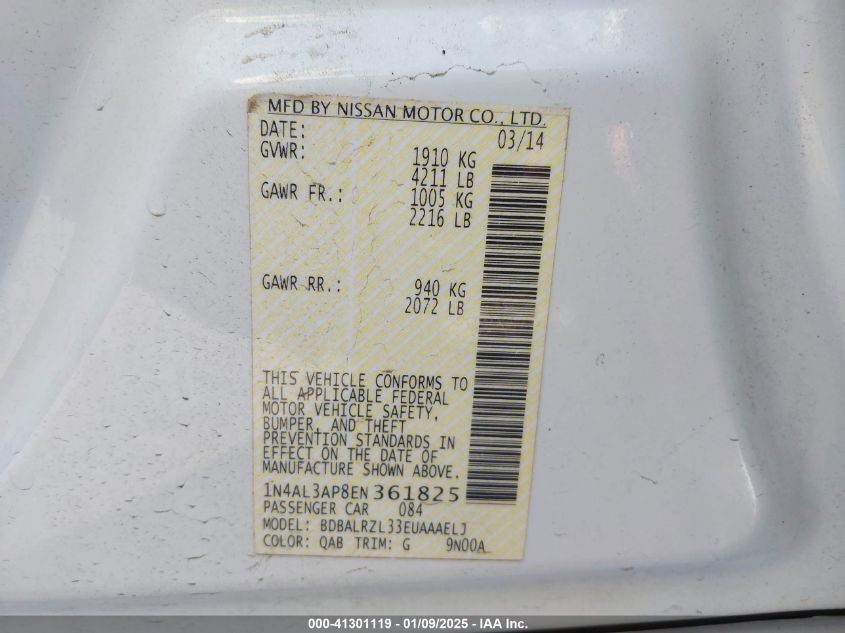 MFD BY NISSAN MOTOR CO., LTD.
DATE: 03/14
GVWR: 1910 KG
4211 LB
GAWR FR.: 1005 KG
2216 LB
GAWR RR.: 940 KG
2072 LB
THIS VEHICLE CONFORMS TO
ALL APPLICABLE FEDERAL
MOTOR VEHICLE SAFETY,
BUMPER, AND THEFT
PREVENTION STANDARDS IN
EFFECT ON THE DATE OF
MANUFACTURE SHOWN ABOVE.
1N4AL3AP8EN361825
PASSENGER CAR 084
MODEL: BDBALRZL33EUAAAELJ
COLOR: QAB TRIM: G 9N00A
000-41301119 - 01/09/2025 - IAA Inc.